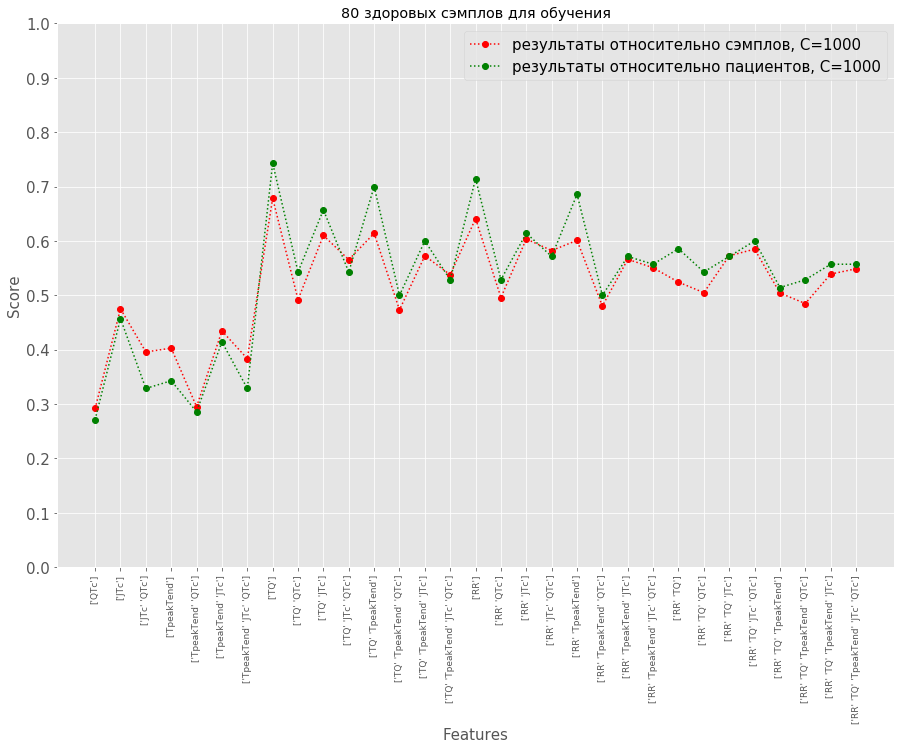 80 здоровых сэмплов для обучения
результаты относительно сэмплов, C=1000
результаты относительно пациентов, C=1000
Score
1.0
0.9
0.8
0.7
0.6
0.5
0.4
0.3
0.2
0.1
0.0
['QTc']
['JTc']
['JTc' 'QTc']
['TpeakTend']
['TpeakTend' 'QTc']
['TpeakTend' 'JTc']
['TpeakTend' 'JTc' 'QTc']
['TQ']
['TQ' 'QTc']
['TQ' 'JTc']
['TQ' 'JTc' 'QTc']
['TQ' 'TpeakTend']
['TQ' 'TpeakTend' 'QTc']
['TQ' 'TpeakTend' 'JTc']
['TQ' 'TpeakTend' 'JTc' 'QTc']
['RR']
['RR' 'QTc']
['RR' 'JTc']
['RR' 'JTc' 'QTc']
['RR' 'TpeakTend']
['RR' 'TpeakTend' 'QTc']
['RR' 'TpeakTend' 'JTc']
['RR' 'TpeakTend' 'JTc' 'QTc']
['RR' 'TQ']
['RR' 'TQ' 'QTc']
['RR' 'TQ' 'JTc']
['RR' 'TQ' 'JTc' 'QTc']
['RR' 'TQ' 'TpeakTend']
['RR' 'TQ' 'TpeakTend' 'QTc']
['RR' 'TQ' 'TpeakTend' 'JTc']
['RR' 'TQ' 'TpeakTend' 'JTc' 'QTc']
Features